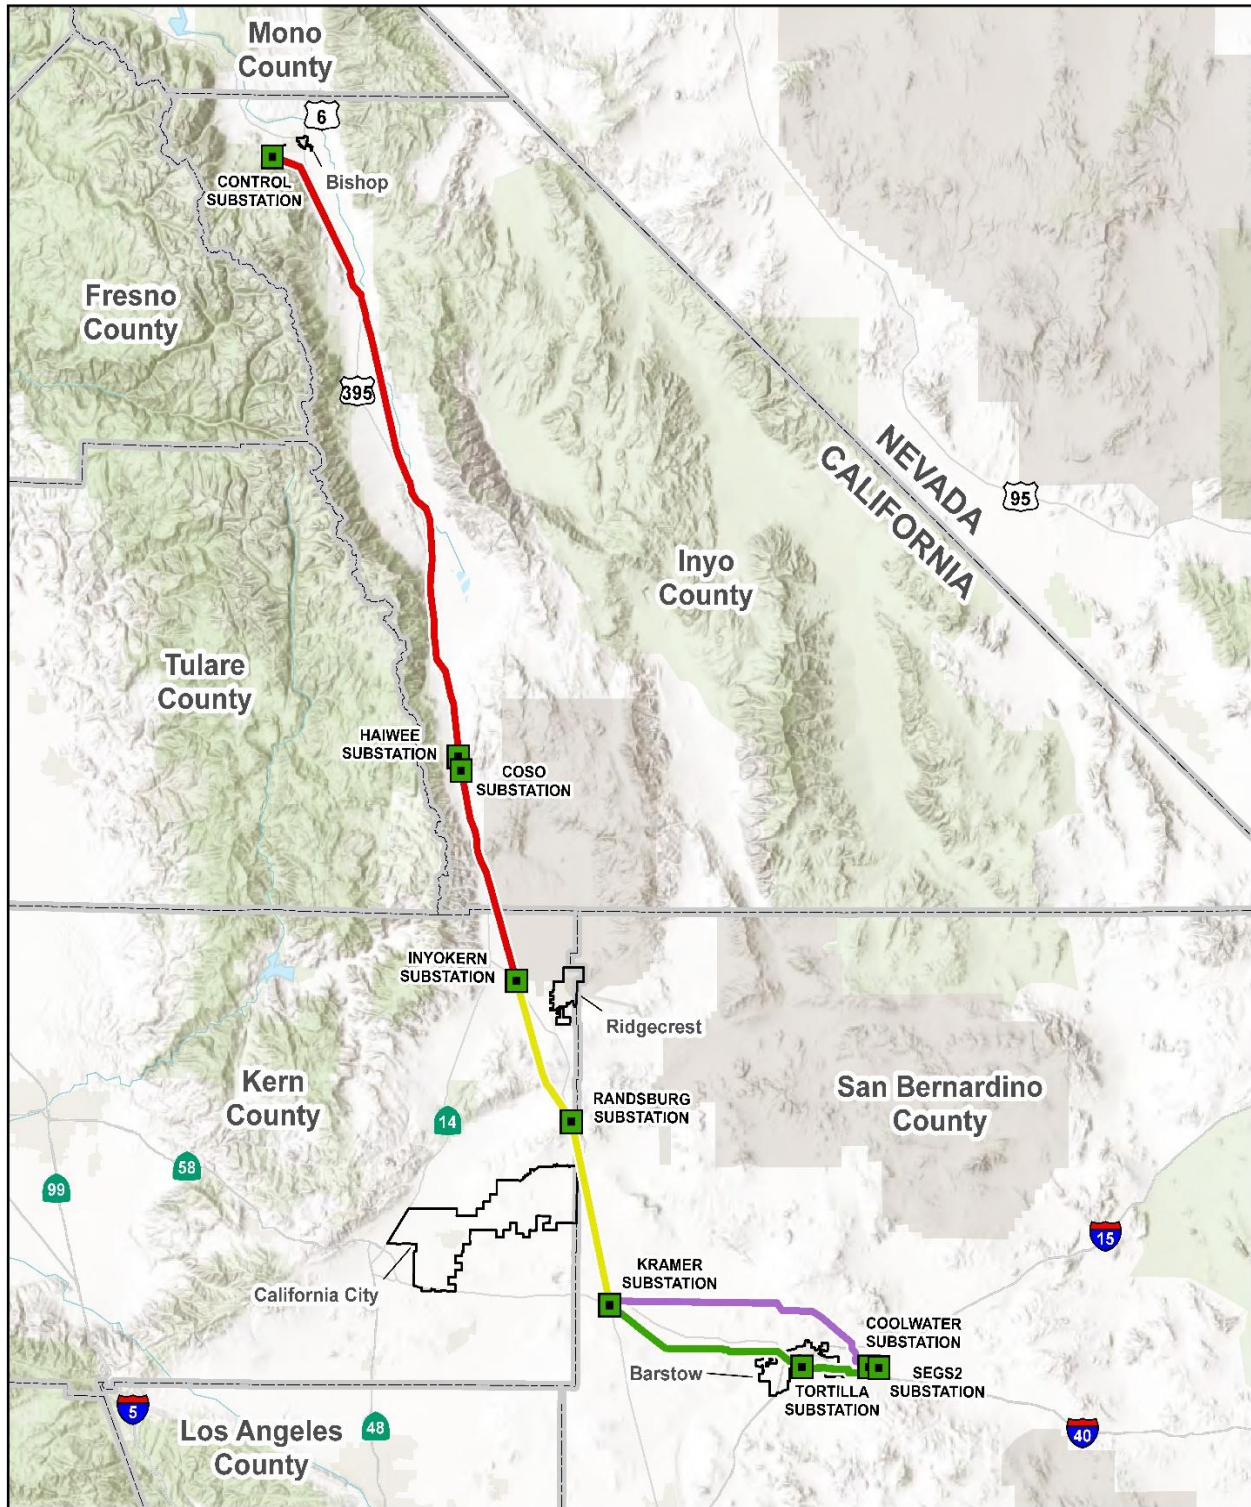 Mono
County
6
CONTROL
SUBSTATION
Bishop
Fresno
County
395
NEVADA
CALIFORNIA
95
Inyo
County
Tulare
County
HAIWEE
SUBSTATION
COSO
SUBSTATION
INYOKERN
SUBSTATION
Ridgecrest
Kern
County
RANDSBURG
SUBSTATION
San Bernardino
County
14
58
99
15
KRAMER
SUBSTATION
California City
COOLWATER
SUBSTATION
Barstow
SEGS2
SUBSTATION
TORTILLA
SUBSTATION
5
Los Angeles
County
48
40